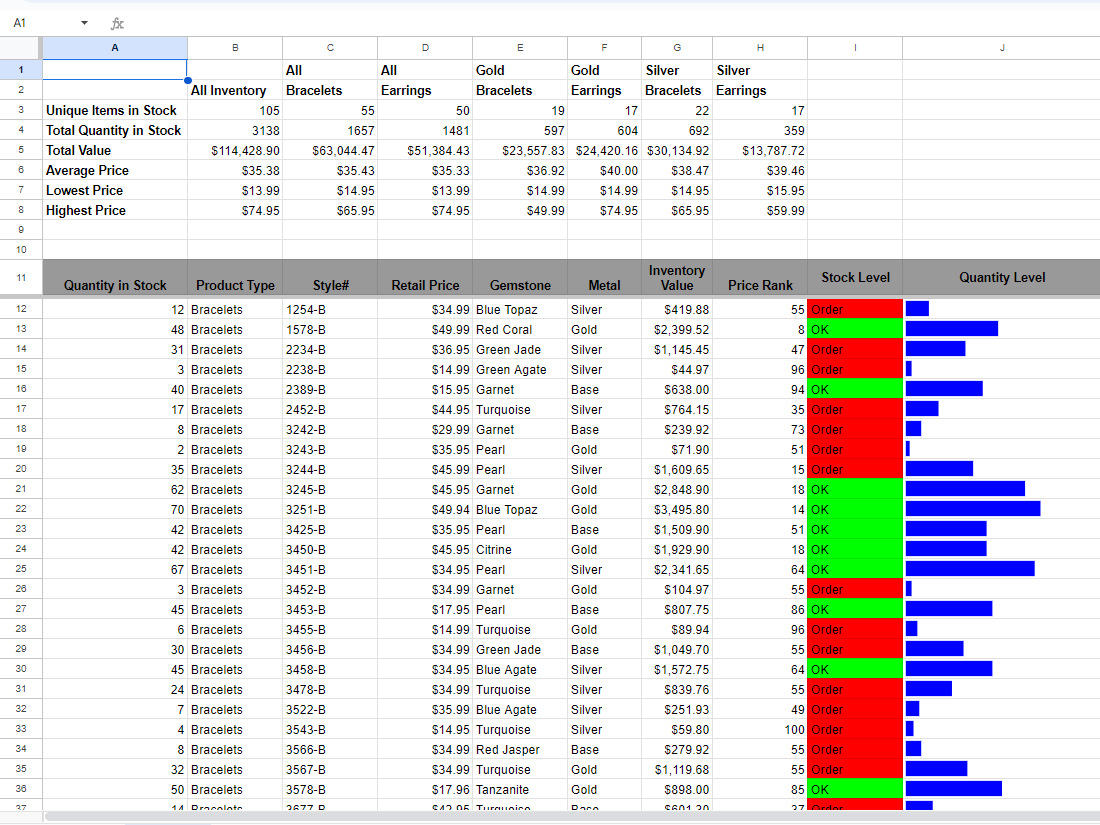 A1 fx
A B C D E F G H I J
1 All All Gold Gold Silver Silver
2 All Inventory Bracelets Earrings Bracelets Earrings Bracelets Earrings
3 Unique Items in Stock 105 55 50 19 17 22 17
4 Total Quantity in Stock 3138 1657 1481 597 604 692 359
5 Total Value $114,428.90 $63,044.47 $51,384.43 $23,557.83 $24,420.16 $30,134.92 $13,787.72
6 Average Price $35.38 $35.43 $35.33 $36.92 $40.00 $38.47 $39.46
7 Lowest Price $13.99 $14.95 $13.99 $14.99 $14.99 $14.95 $15.95
8 Highest Price $74.95 $65.95 $74.95 $49.99 $74.95 $65.95 $59.99
9
10
11 Quantity in Stock Product Type Style# Retail Price Gemstone Metal Inventory Value Price Rank Stock Level Quantity Level
12 12 Bracelets 1254-B $34.99 Blue Topaz Silver $419.88 55 Order
13 48 Bracelets 1578-B $49.99 Red Coral Gold $2,399.52 8 OK
14 31 Bracelets 2234-B $36.95 Green Jade Silver $1,145.45 47 Order
15 3 Bracelets 2238-B $14.99 Green Agate Silver $44.97 96 Order
16 40 Bracelets 2389-B $15.95 Garnet Base $638.00 94 OK
17 17 Bracelets 2452-B $44.95 Turquoise Silver $764.15 35 Order
18 8 Bracelets 3242-B $29.99 Garnet Base $239.92 73 Order
19 2 Bracelets 3243-B $35.95 Pearl Gold $71.90 51 Order
20 35 Bracelets 3244-B $45.99 Pearl Silver $1,609.65 15 Order
21 62 Bracelets 3245-B $45.95 Garnet Gold $2,848.90 18 OK
22 70 Bracelets 3251-B $49.94 Blue Topaz Gold $3,495.80 14 OK
23 42 Bracelets 3425-B $35.95 Pearl Base $1,509.90 51 OK
24 42 Bracelets 3450-B $45.95 Citrine Gold $1,929.90 18 OK
25 67 Bracelets 3451-B $34.95 Pearl Silver $2,341.65 64 OK
26 3 Bracelets 3452-B $34.99 Garnet Gold $104.97 55 Order
27 45 Bracelets 3453-B $17.95 Pearl Base $807.75 86 OK
28 6 Bracelets 3455-B $14.99 Turquoise Gold $89.94 96 Order
29 30 Bracelets 3456-B $34.99 Green Jade Base $1,049.70 55 Order
30 45 Bracelets 3458-B $34.95 Blue Agate Silver $1,572.75 64 OK
31 24 Bracelets 3478-B $34.99 Turquoise Silver $839.76 55 Order
32 7 Bracelets 3522-B $35.99 Blue Agate Silver $251.93 49 Order
33 4 Bracelets 3543-B $14.95 Turquoise Silver $59.80 100 Order
34 8 Bracelets 3566-B $34.99 Red Jasper Base $279.92 55 Order
35 32 Bracelets 3567-B $34.99 Turquoise Gold $1,119.68 55 Order
36 50 Bracelets 3578-B $17.96 Tanzanite Gold $898.00 85 OK
37 14 Bracelets 3677-B $42.95 Turquoise Base $601.30 37 Order